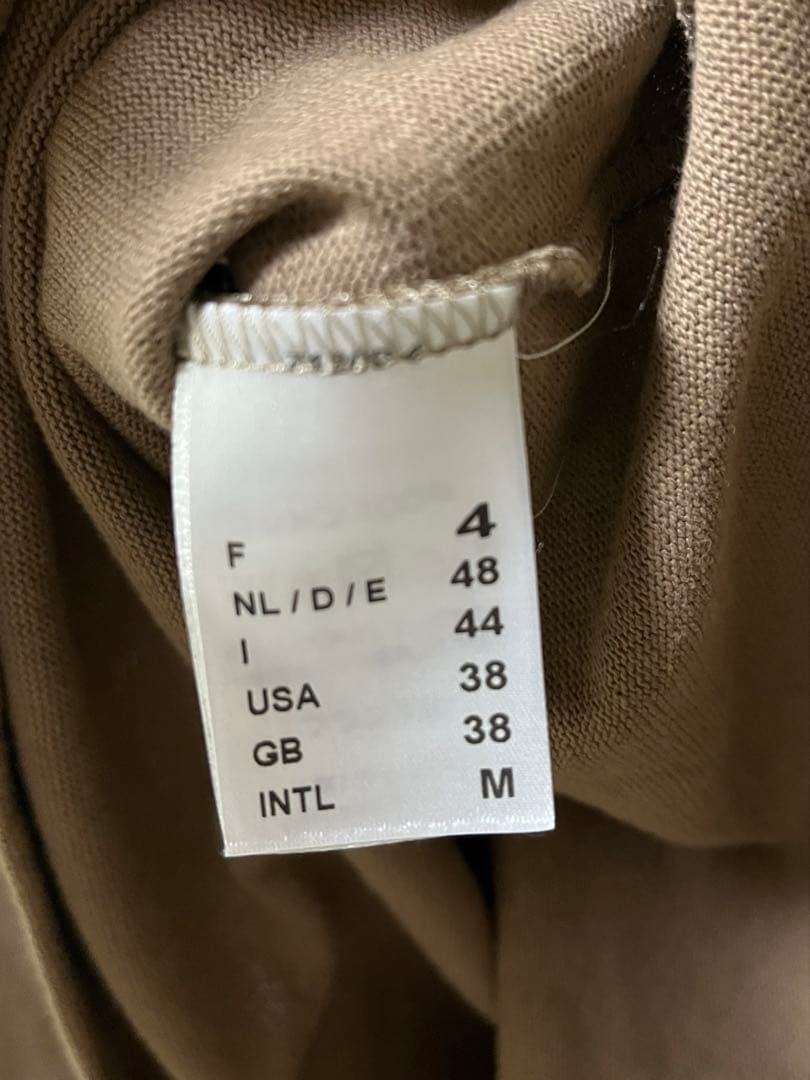 F 4
NL / D / E 48
I 44
USA 38
GB 38
INTL M